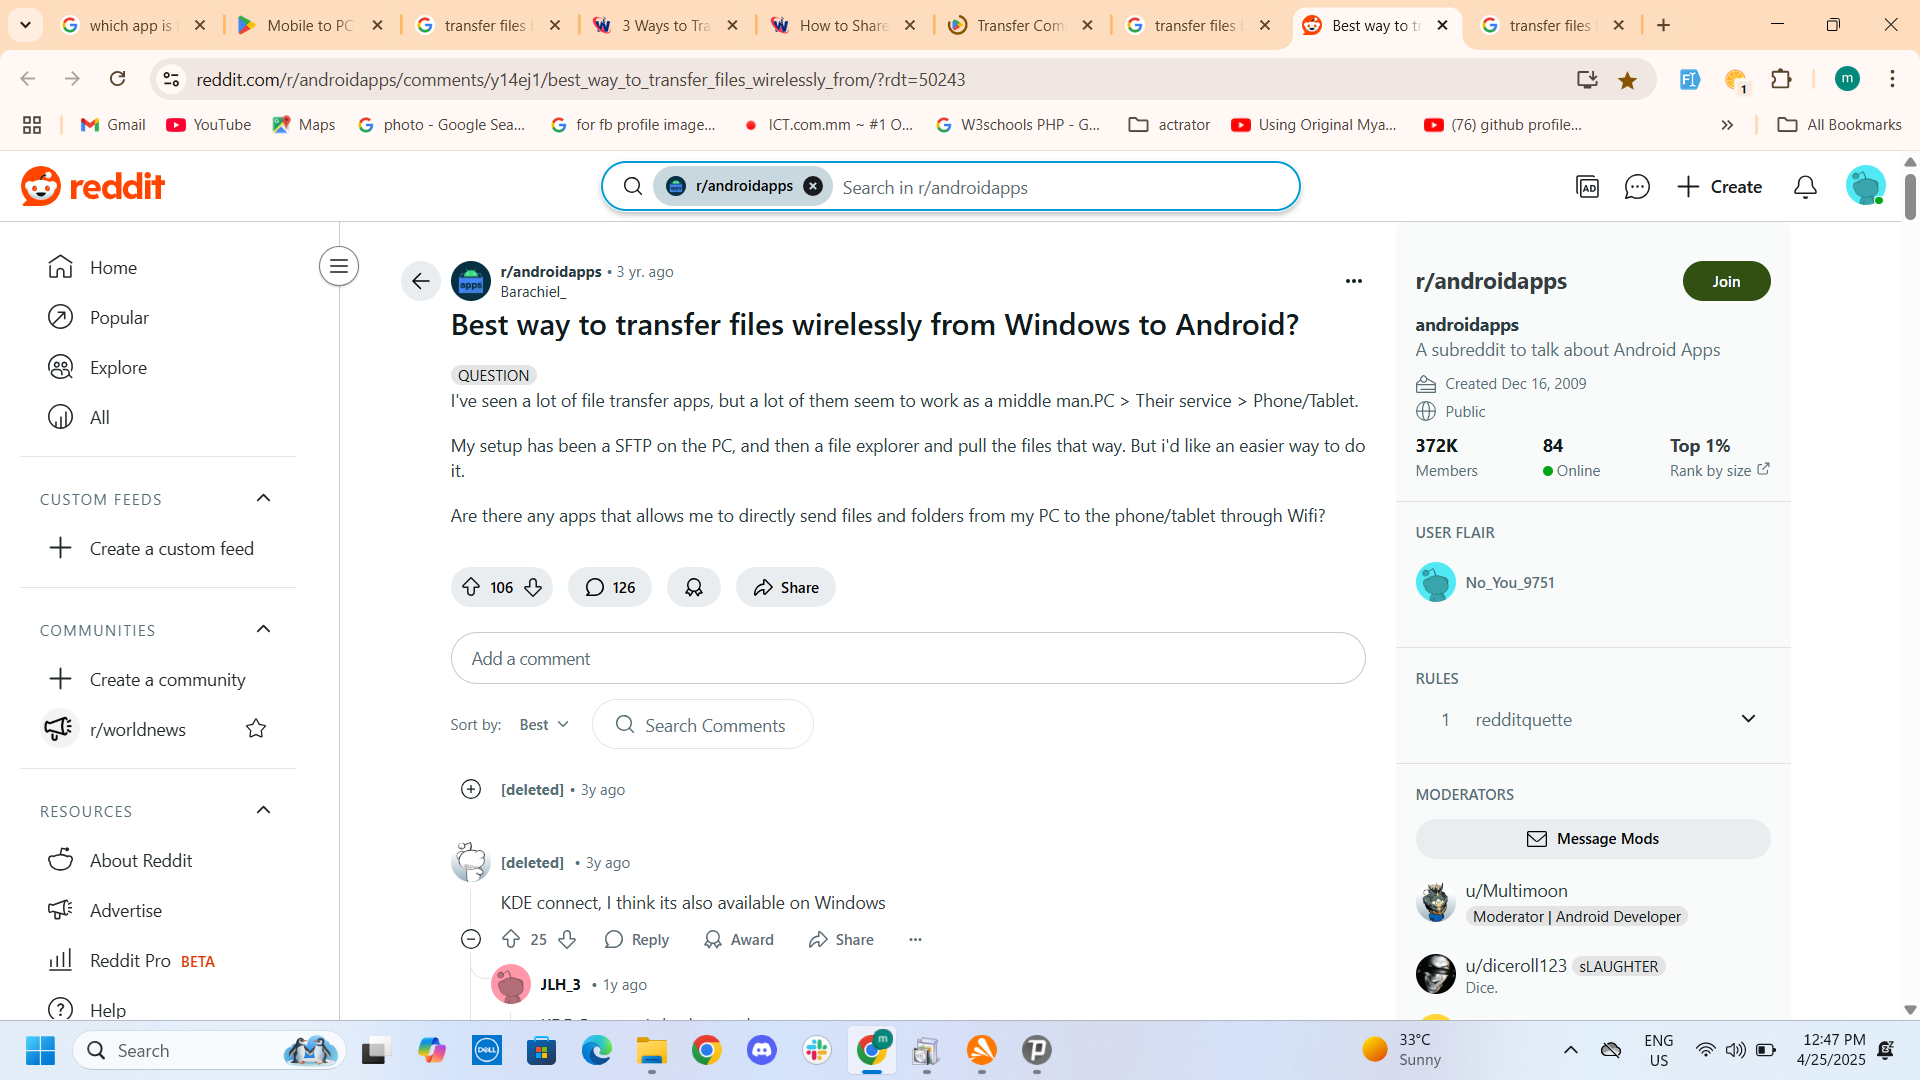 which app is
Mobile to PC
transfer files
3 Ways to Tra
How to Share
Transfer Com
transfer files
Best way to tr
transfer files
reddit.com/r/androidapps/comments/y14ej1/best_way_to_transfer_files_wirelessly_from/?rdt=50243
1
m
Gmail
YouTube
Maps
photo - Google Sea...
for fb profile image...
ICT.com.mm ~ #1 O...
W3schools PHP - G...
actrator
Using Original Mya...
(76) github profile...
All Bookmarks
reddit
r/androidapps
Search in r/androidapps
AD
Create
Home
Popular
Explore
All
CUSTOM FEEDS
Create a custom feed
COMMUNITIES
Create a community
r/worldnews
RESOURCES
About Reddit
Advertise
Reddit Pro BETA
Help
apps
r/androidapps • 3 yr. ago
Barachiel_
Best way to transfer files wirelessly from Windows to Android?
QUESTION
I've seen a lot of file transfer apps, but a lot of them seem to work as a middle man.PC > Their service > Phone/Tablet.
My setup has been a SFTP on the PC, and then a file explorer and pull the files that way. But i'd like an easier way to do
it.
Are there any apps that allows me to directly send files and folders from my PC to the phone/tablet through Wifi?
106
126
Share
Add a comment
Sort by: Best
Search Comments
[deleted] • 3y ago
[deleted] • 3y ago
KDE connect, I think its also available on Windows
25
Reply
Award
Share
JLH_3 • 1y ago
r/androidapps
Join
androidapps
A subreddit to talk about Android Apps
Created Dec 16, 2009
Public
372K
Members
84
Online
Top 1%
Rank by size
USER FLAIR
No_You_9751
RULES
1 redditquette
MODERATORS
Message Mods
u/Multimoon
Moderator | Android Developer
u/diceroll123 sLAUGHTER
Dice.
Search
DELL
m
33°C
Sunny
ENG
US
12:47 PM
4/25/2025